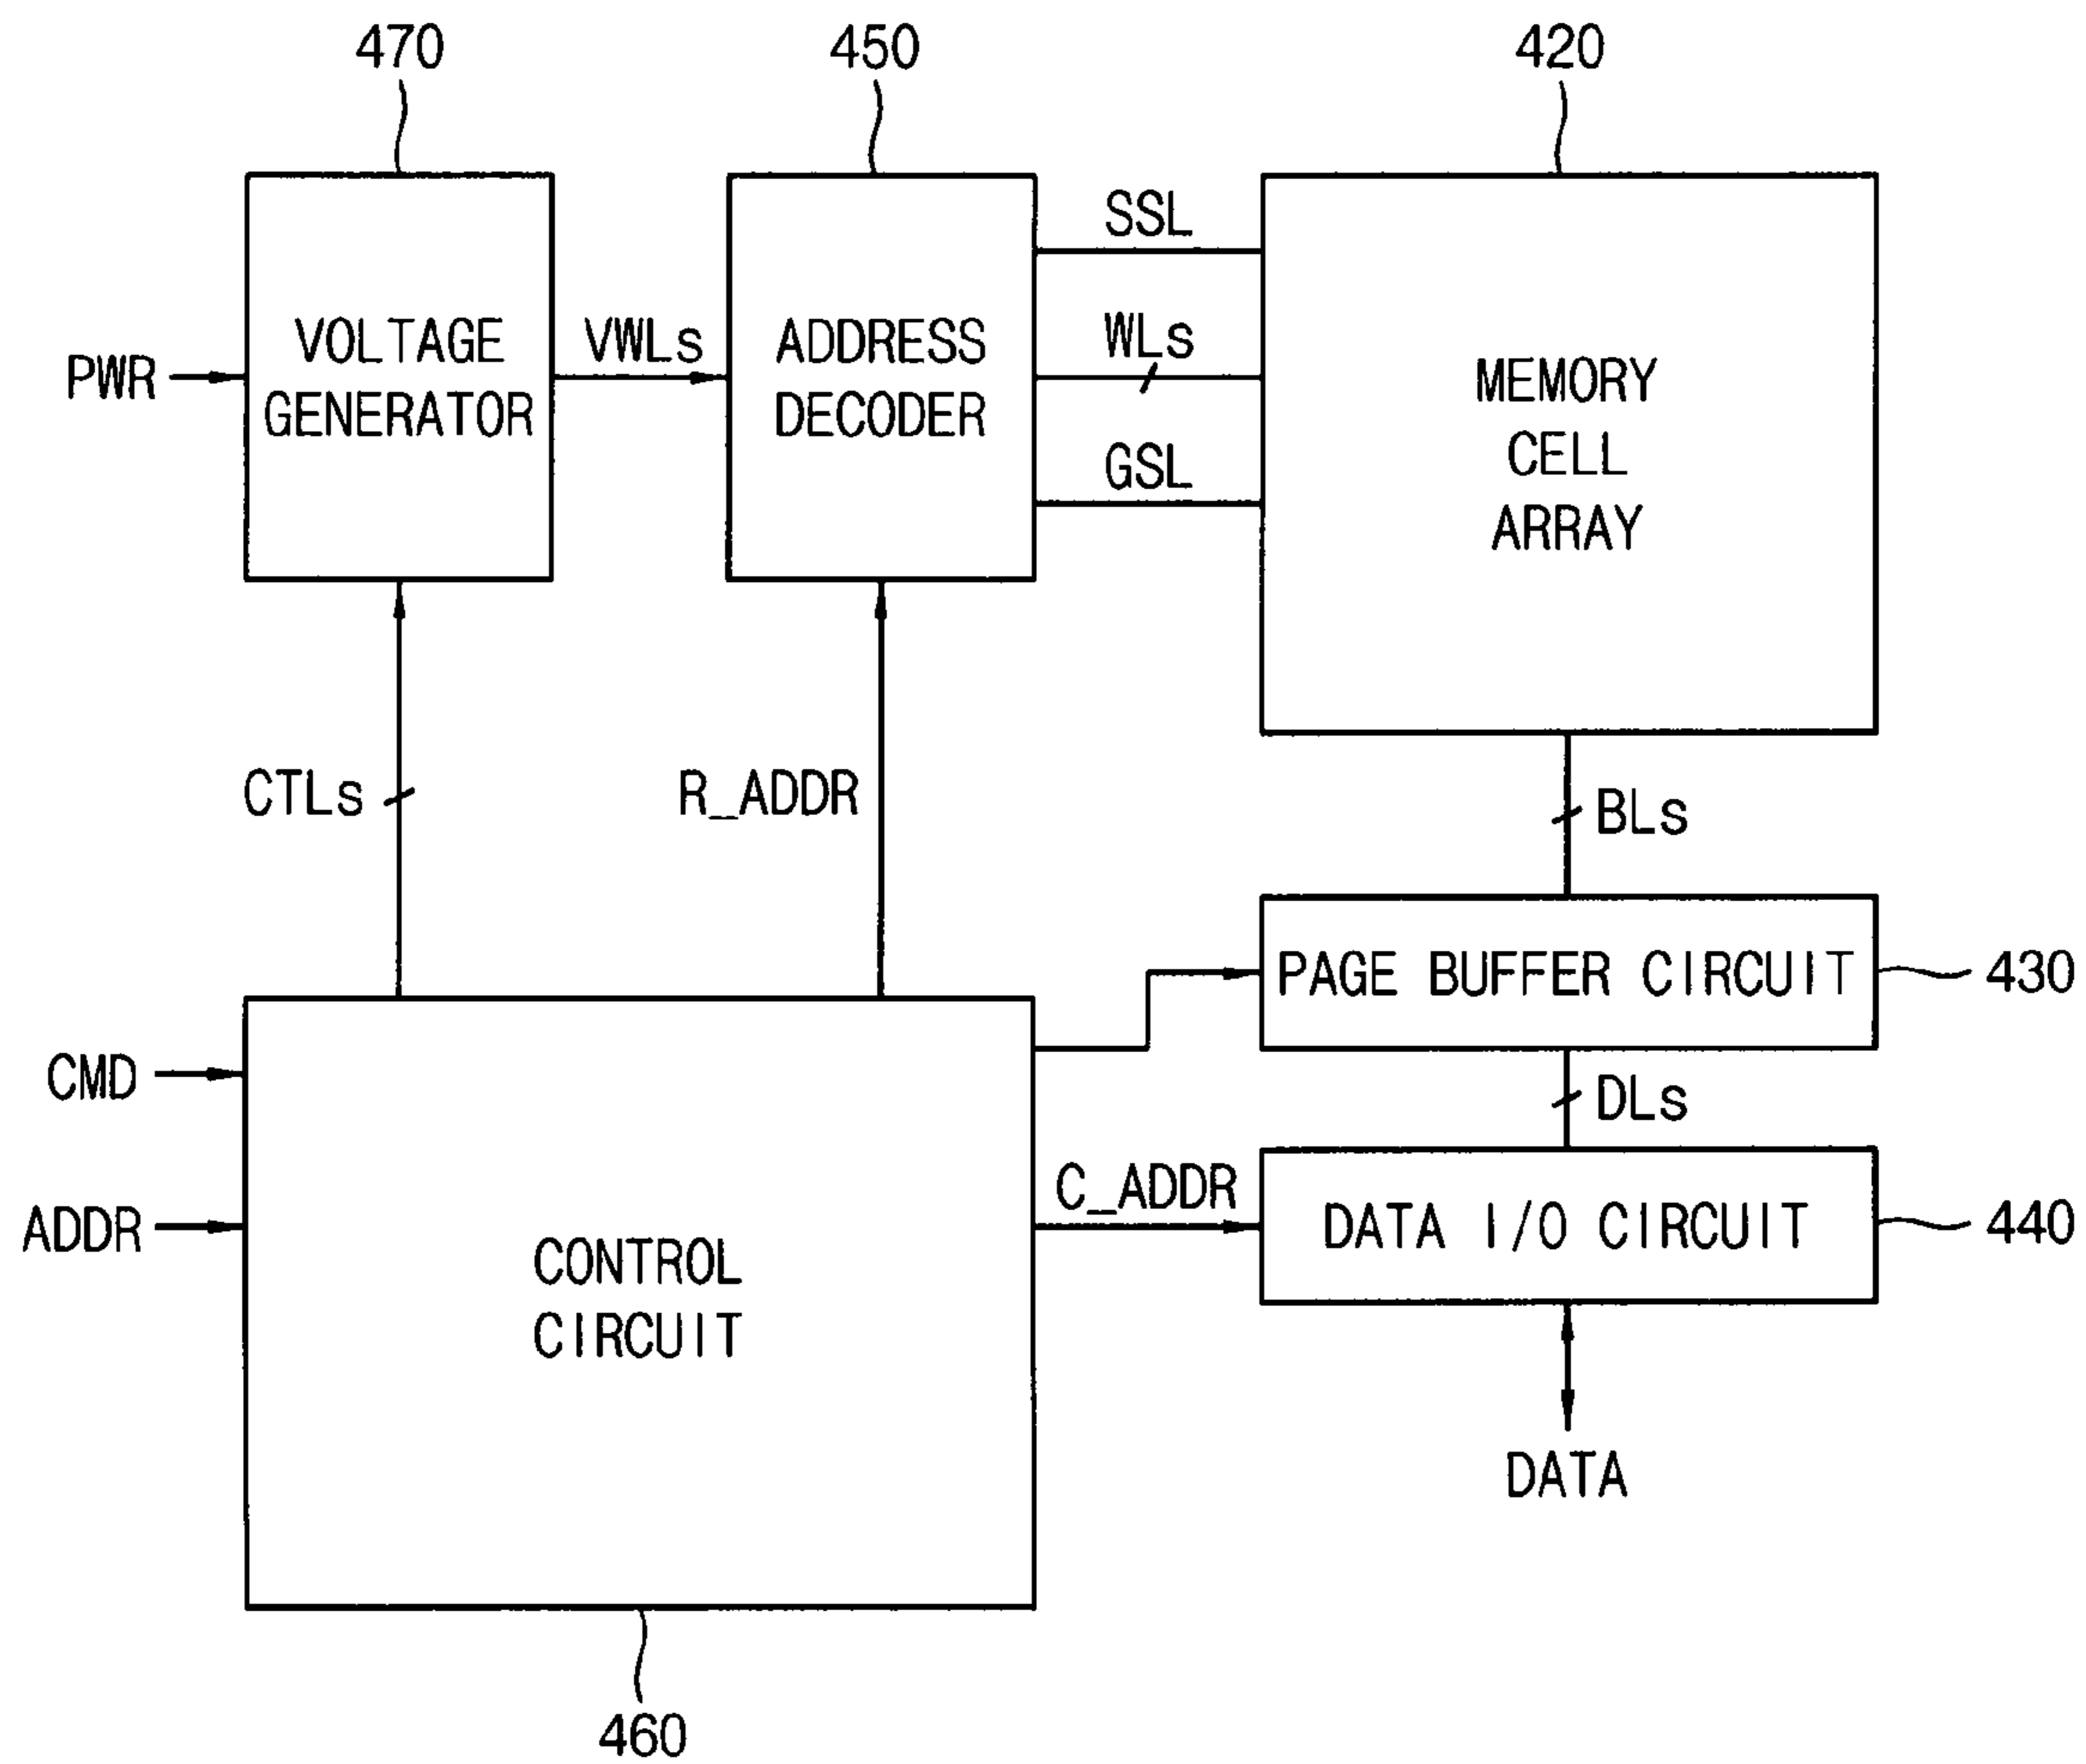 470
450
420
SSL
VOLTAGE
GENERATOR
VWLs
ADDRESS
DECODER
WLs
PWR
MEMORY
CELL
ARRAY
GSL
CTLs
R_ADDR
BLs
PAGE BUFFER CIRCUIT
430
CMD
DLs
ADDR
C_ADDR
DATA I/O CIRCUIT
440
CONTROL
CIRCUIT
DATA
460